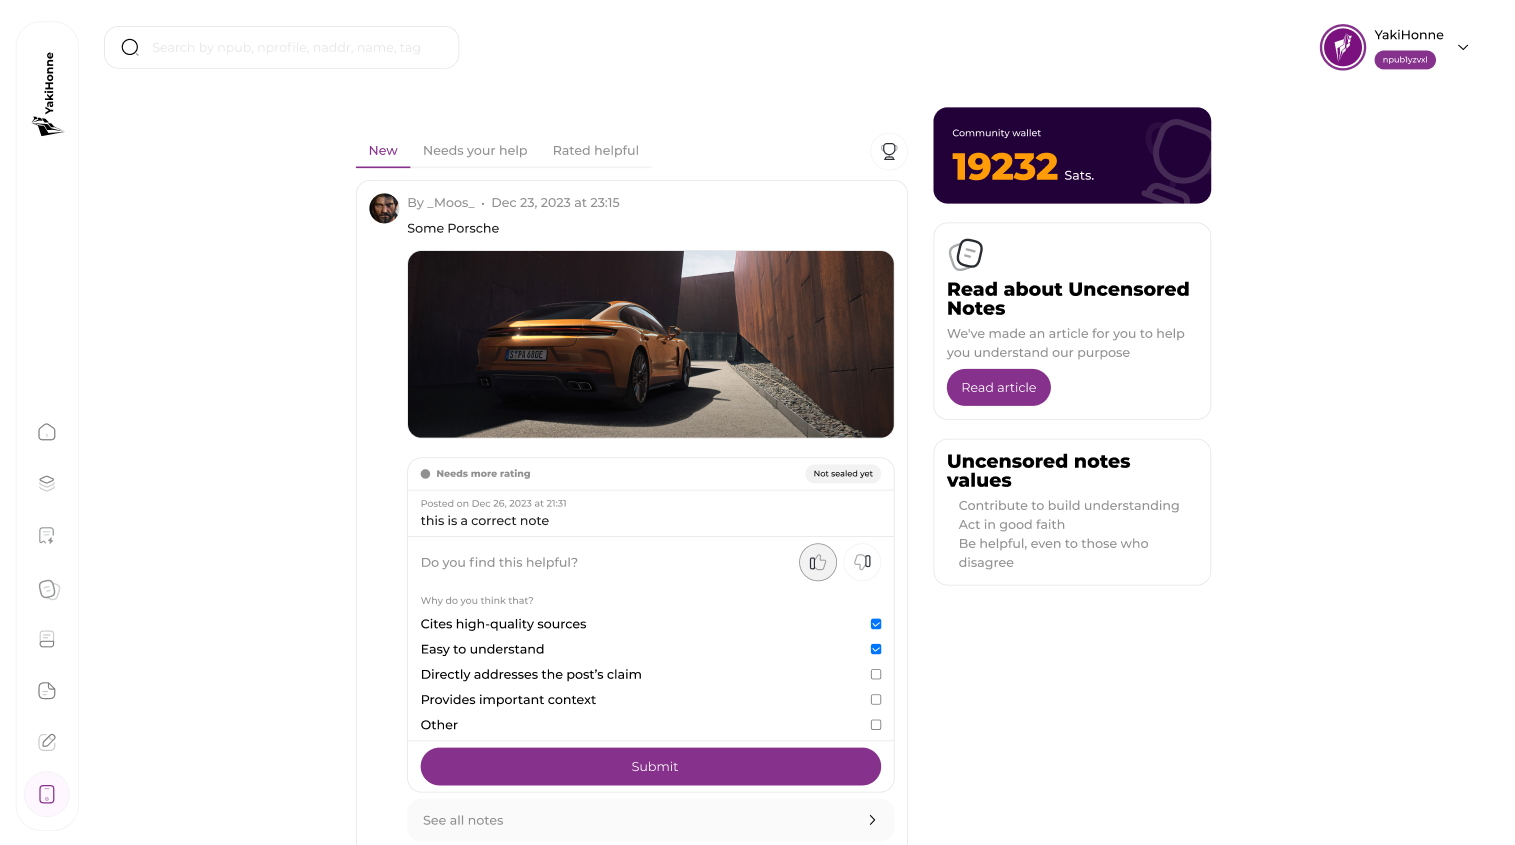 YakiHonne
Search by npub, nprofile, naddr, name, tag
YakiHonne
npub1yzvxl
New
Needs your help
Rated helpful
By _Moos_ • Dec 23, 2023 at 23:15
Some Porsche
S:PA 680E
Needs more rating
Not sealed yet
Posted on Dec 26, 2023 at 21:31
this is a correct note
Do you find this helpful?
Why do you think that?
Cites high-quality sources
Easy to understand
Directly addresses the post’s claim
Provides important context
Other
Submit
See all notes
Community wallet
19232 Sats.
Read about Uncensored
Notes
We've made an article for you to help
you understand our purpose
Read article
Uncensored notes
values
Contribute to build understanding
Act in good faith
Be helpful, even to those who
disagree